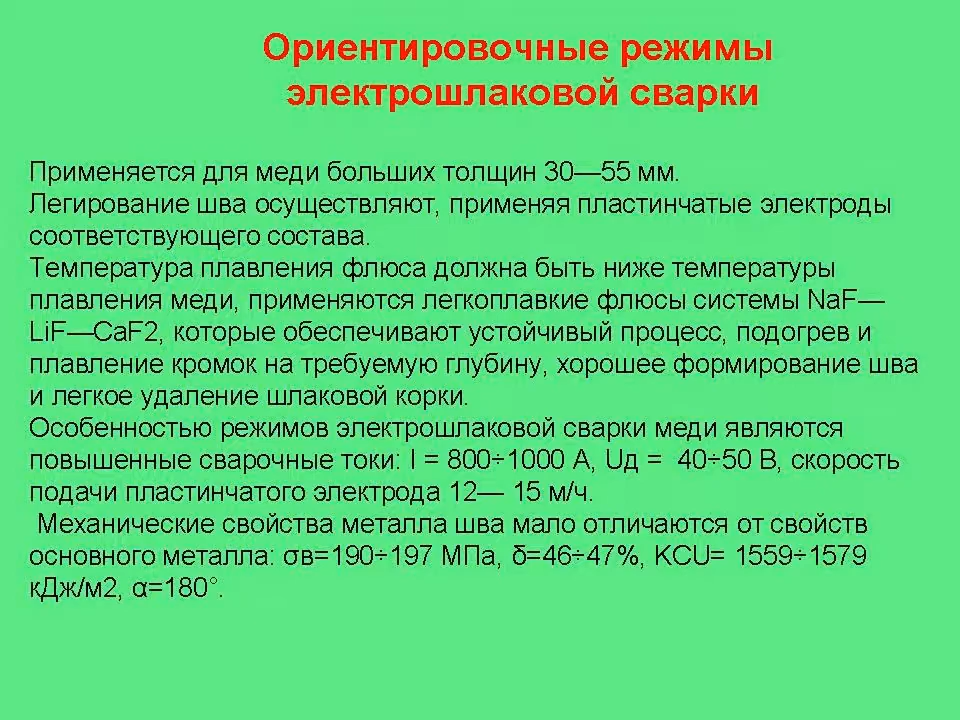 Ориентировочные режимы
электрошлаковой сварки
Применяется для меди больших толщин 30—55 мм.
Легирование шва осуществляют, применяя пластинчатые электроды
соответствующего состава.
Температура плавления флюса должна быть ниже температуры
плавления меди, применяются легкоплавкие флюсы системы NaF—
LiF—CaF2, которые обеспечивают устойчивый процесс, подогрев и
плавление кромок на требуемую глубину, хорошее формирование шва
и легкое удаление шлаковой корки.
Особенностью режимов электрошлаковой сварки меди являются
повышенные сварочные токи: I = 800÷1000 А, Uд =  40÷50 В, скорость
подачи пластинчатого электрода 12— 15 м/ч.
Механические свойства металла шва мало отличаются от свойств
основного металла: σв=190÷197 МПа, δ=46÷47%, KCU= 1559÷1579
кДж/м2, α=180°.